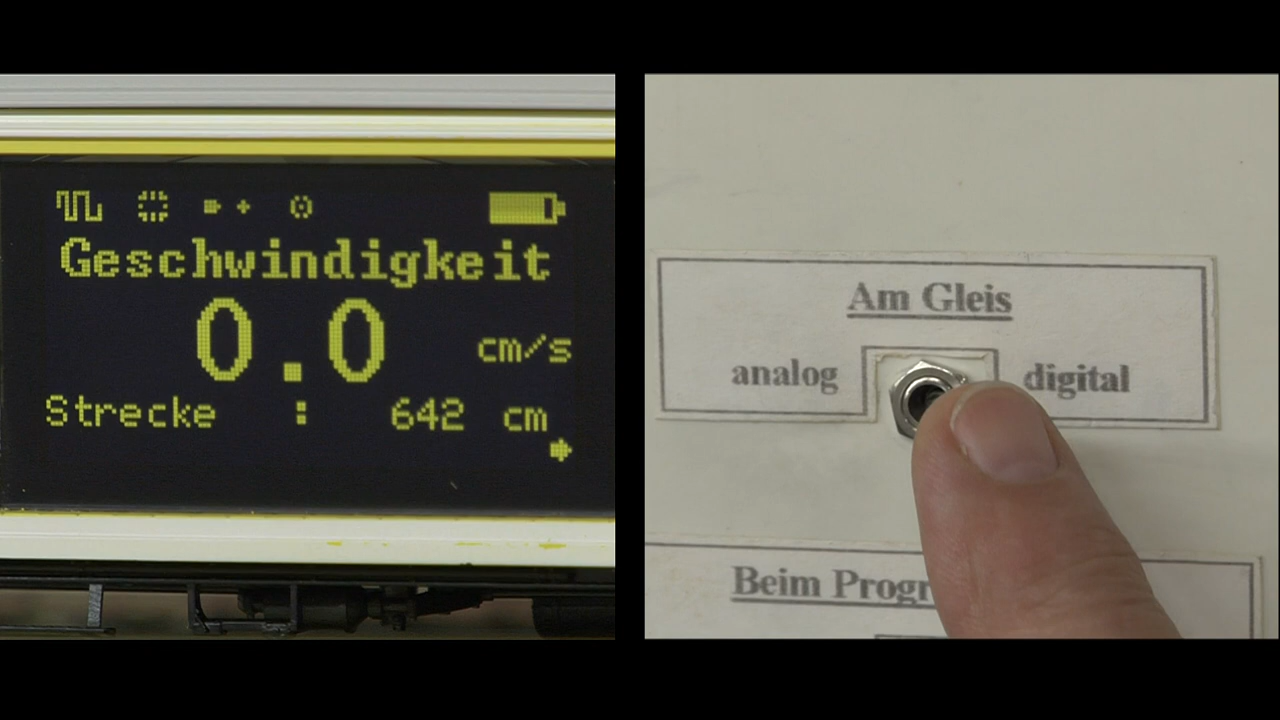 Geschwindigkeit
0.0 cm/s
Strecke : 642 cm
Am Gleis
analog digital
Beim Progr